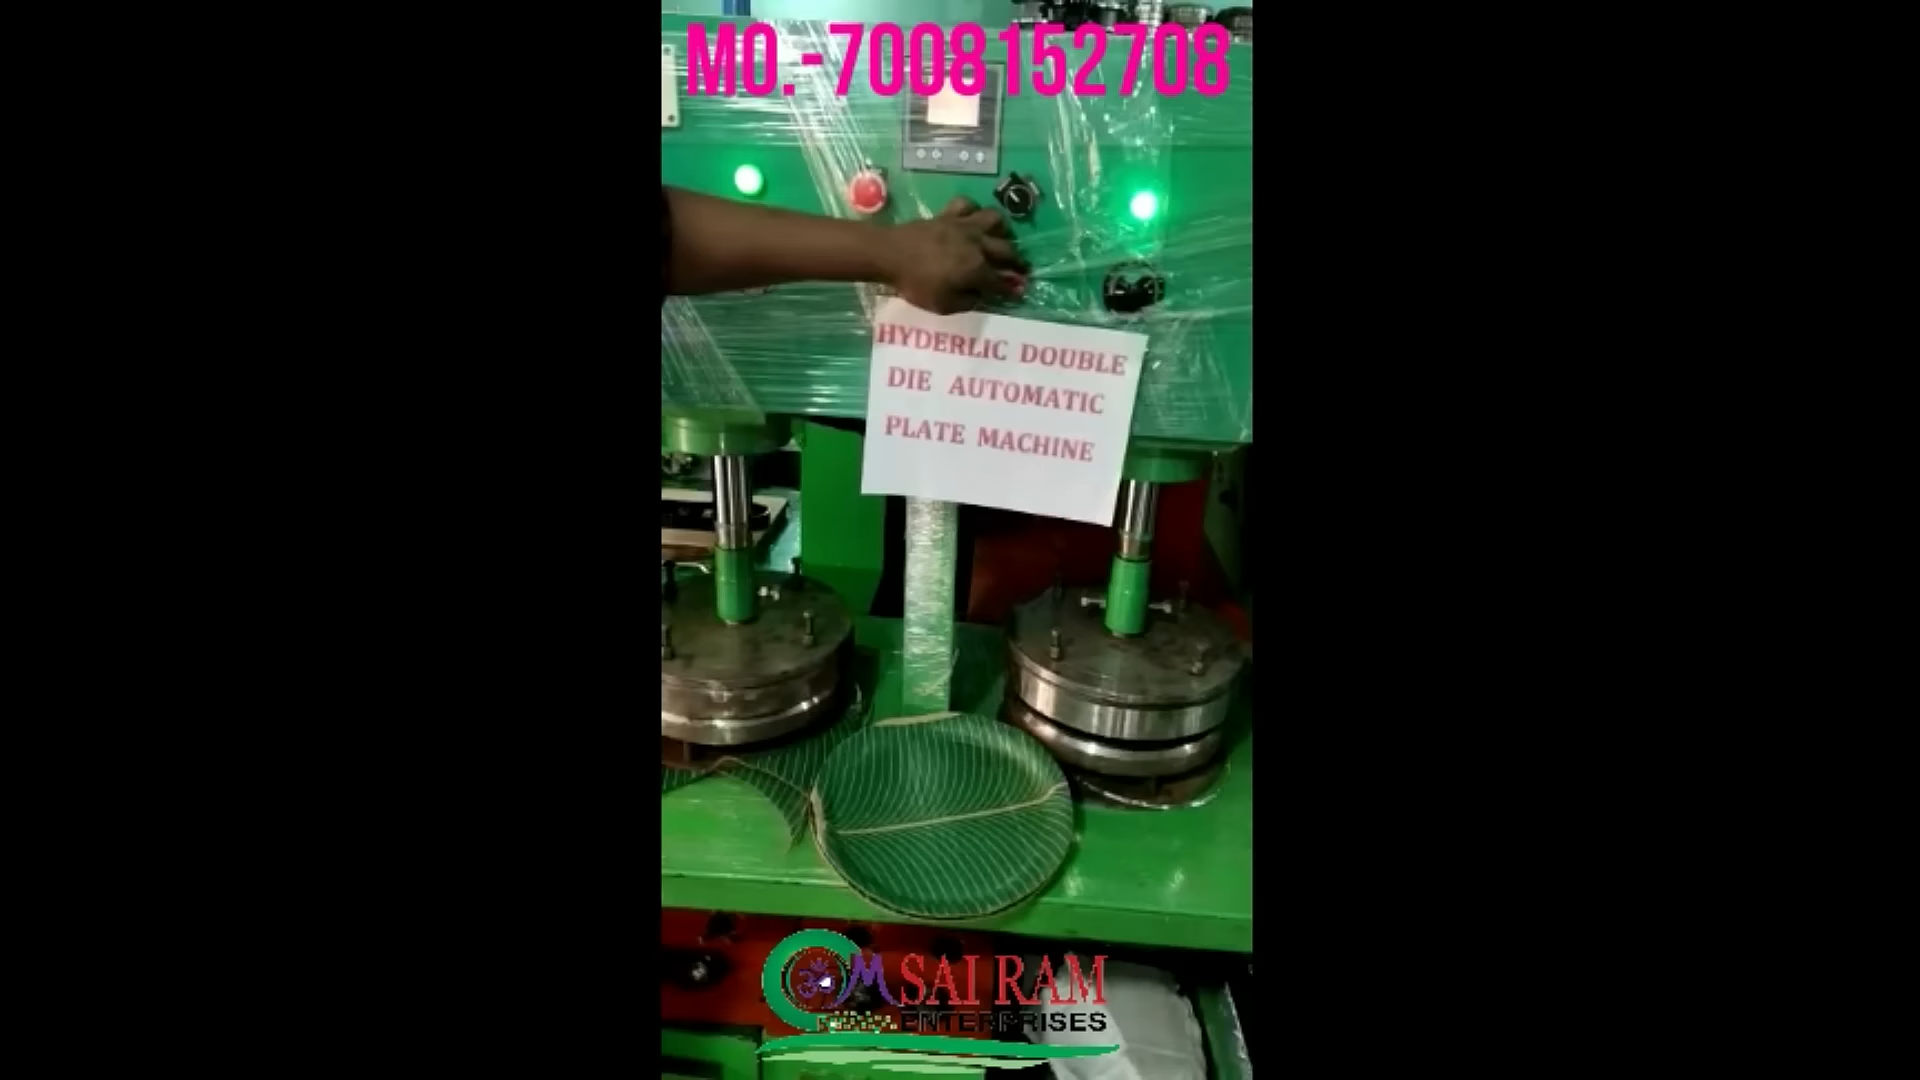 MO.-7008152708
HYDERLIC DOUBLE
DIE AUTOMATIC
PLATE MACHINE
OM SAI RAM
ENTERPRISES